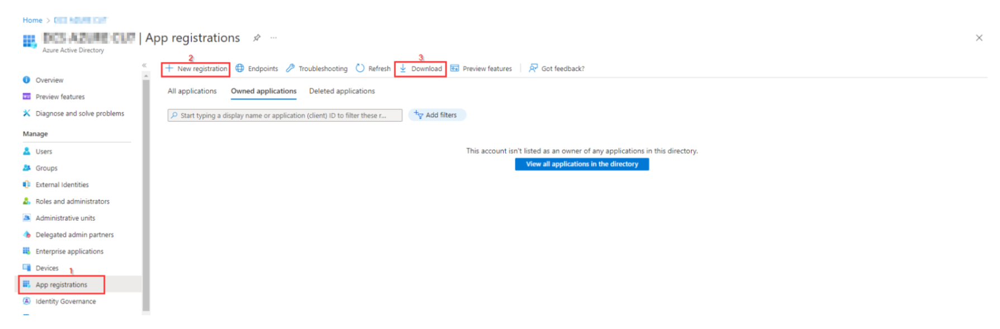 Home >
| App registrations
Azure Active Directory
2
3
+ New registration Endpoints Troubleshooting Refresh Download Preview features Got feedback?
Overview
Preview features
Diagnose and solve problems
Manage
Users
Groups
External Identities
Roles and administrators
Administrative units
Delegated admin partners
Enterprise applications
Devices
1
App registrations
Identity Governance
All applications Owned applications Deleted applications
Start typing a display name or application (client) ID to filter these r...
Add filters
This account isn't listed as an owner of any applications in this directory.
View all applications in the directory